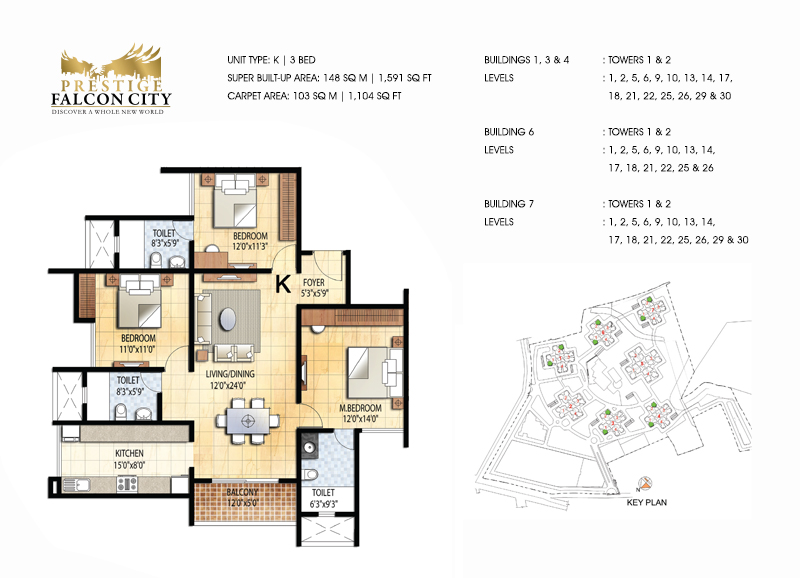 PRESTIGE
FALCON CITY
DISCOVER A WHOLE NEW WORLD
UNIT TYPE: K | 3 BED
SUPER BUILT-UP AREA: 148 SQ M | 1,591 SQ FT
CARPET AREA: 103 SQ M | 1,104 SQ FT
BUILDINGS 1, 3 & 4 : TOWERS 1 & 2
LEVELS : 1, 2, 5, 6, 9, 10, 13, 14, 17,
18, 21, 22, 25, 26, 29 & 30
BUILDING 6 : TOWERS 1 & 2
LEVELS : 1, 2, 5, 6, 9, 10, 13, 14,
17, 18, 21, 22, 25 & 26
BUILDING 7 : TOWERS 1 & 2
LEVELS : 1, 2, 5, 6, 9, 10, 13, 14,
17, 18, 21, 22, 25, 26, 29 & 30
TOILET
8'3"x5'9"
BEDROOM
12'0"x11'3"
K
FOYER
5'3"x5'9"
BEDROOM
11'0"x11'0"
LIVING/DINING
12'0"x24'0"
TOILET
8'3"x5'9"
M.BEDROOM
12'0"x14'0"
KITCHEN
15'0"x8'0"
BALCONY
12'0"x5'0"
TOILET
6'3"x9'3"
N
KEY PLAN